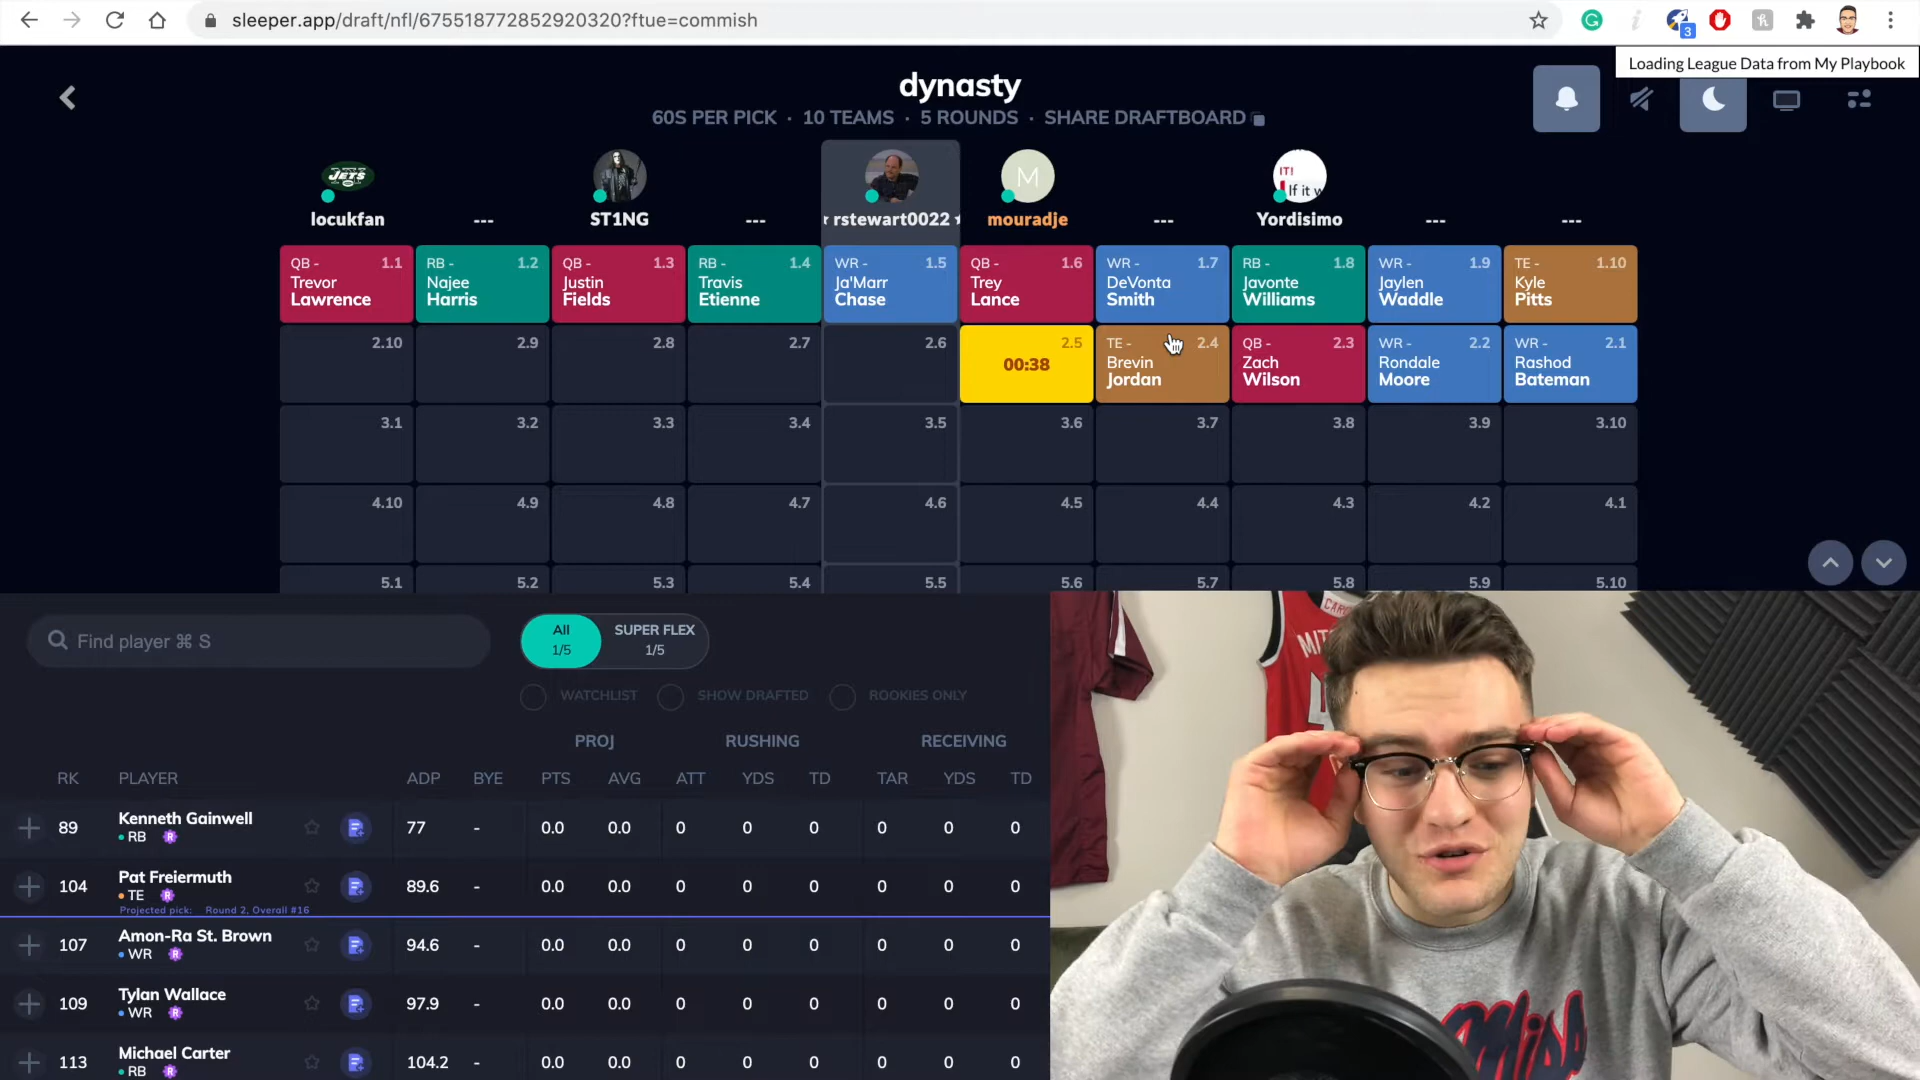 sleeper.app/draft/nfl/675518772852920320?ftue=commish
3
Loading League Data from My Playbook
dynasty
60S PER PICK · 10 TEAMS · 5 ROUNDS · SHARE DRAFTBOARD
JETS
M
IT!
If it w
locukfan --- ST1NG --- rstewart0022 mouradje --- Yordisimo --- ---
QB - 1.1
Trevor
Lawrence
RB - 1.2
Najee
Harris
QB - 1.3
Justin
Fields
RB - 1.4
Travis
Etienne
WR - 1.5
Ja'Marr
Chase
QB - 1.6
Trey
Lance
WR - 1.7
DeVonta
Smith
RB - 1.8
Javonte
Williams
WR - 1.9
Jaylen
Waddle
TE - 1.10
Kyle
Pitts
2.10 2.9 2.8 2.7 2.6
2.5
00:38
TE - 2.4
Brevin
Jordan
QB - 2.3
Zach
Wilson
WR - 2.2
Rondale
Moore
WR - 2.1
Rashod
Bateman
3.1 3.2 3.3 3.4 3.5 3.6 3.7 3.8 3.9 3.10
4.10 4.9 4.8 4.7 4.6 4.5 4.4 4.3 4.2 4.1
5.1 5.2 5.3 5.4 5.5 5.6 5.7 5.8 5.9 5.10
Find player ⌘ S
All
1/5
SUPER FLEX
1/5
WATCHLIST SHOW DRAFTED ROOKIES ONLY
PROJ RUSHING RECEIVING
RK PLAYER ADP BYE PTS AVG ATT YDS TD TAR YDS TD
89 Kenneth Gainwell 77 - 0.0 0.0 0 0 0 0 0 0
RB R
104 Pat Freiermuth 89.6 - 0.0 0.0 0 0 0 0 0 0
TE R
Projected pick: Round 2, Overall #16
107 Amon-Ra St. Brown 94.6 - 0.0 0.0 0 0 0 0 0 0
WR R
109 Tylan Wallace 97.9 - 0.0 0.0 0 0 0 0 0 0
WR R
113 Michael Carter 104.2 - 0.0 0.0 0 0 0 0 0 0
RB R